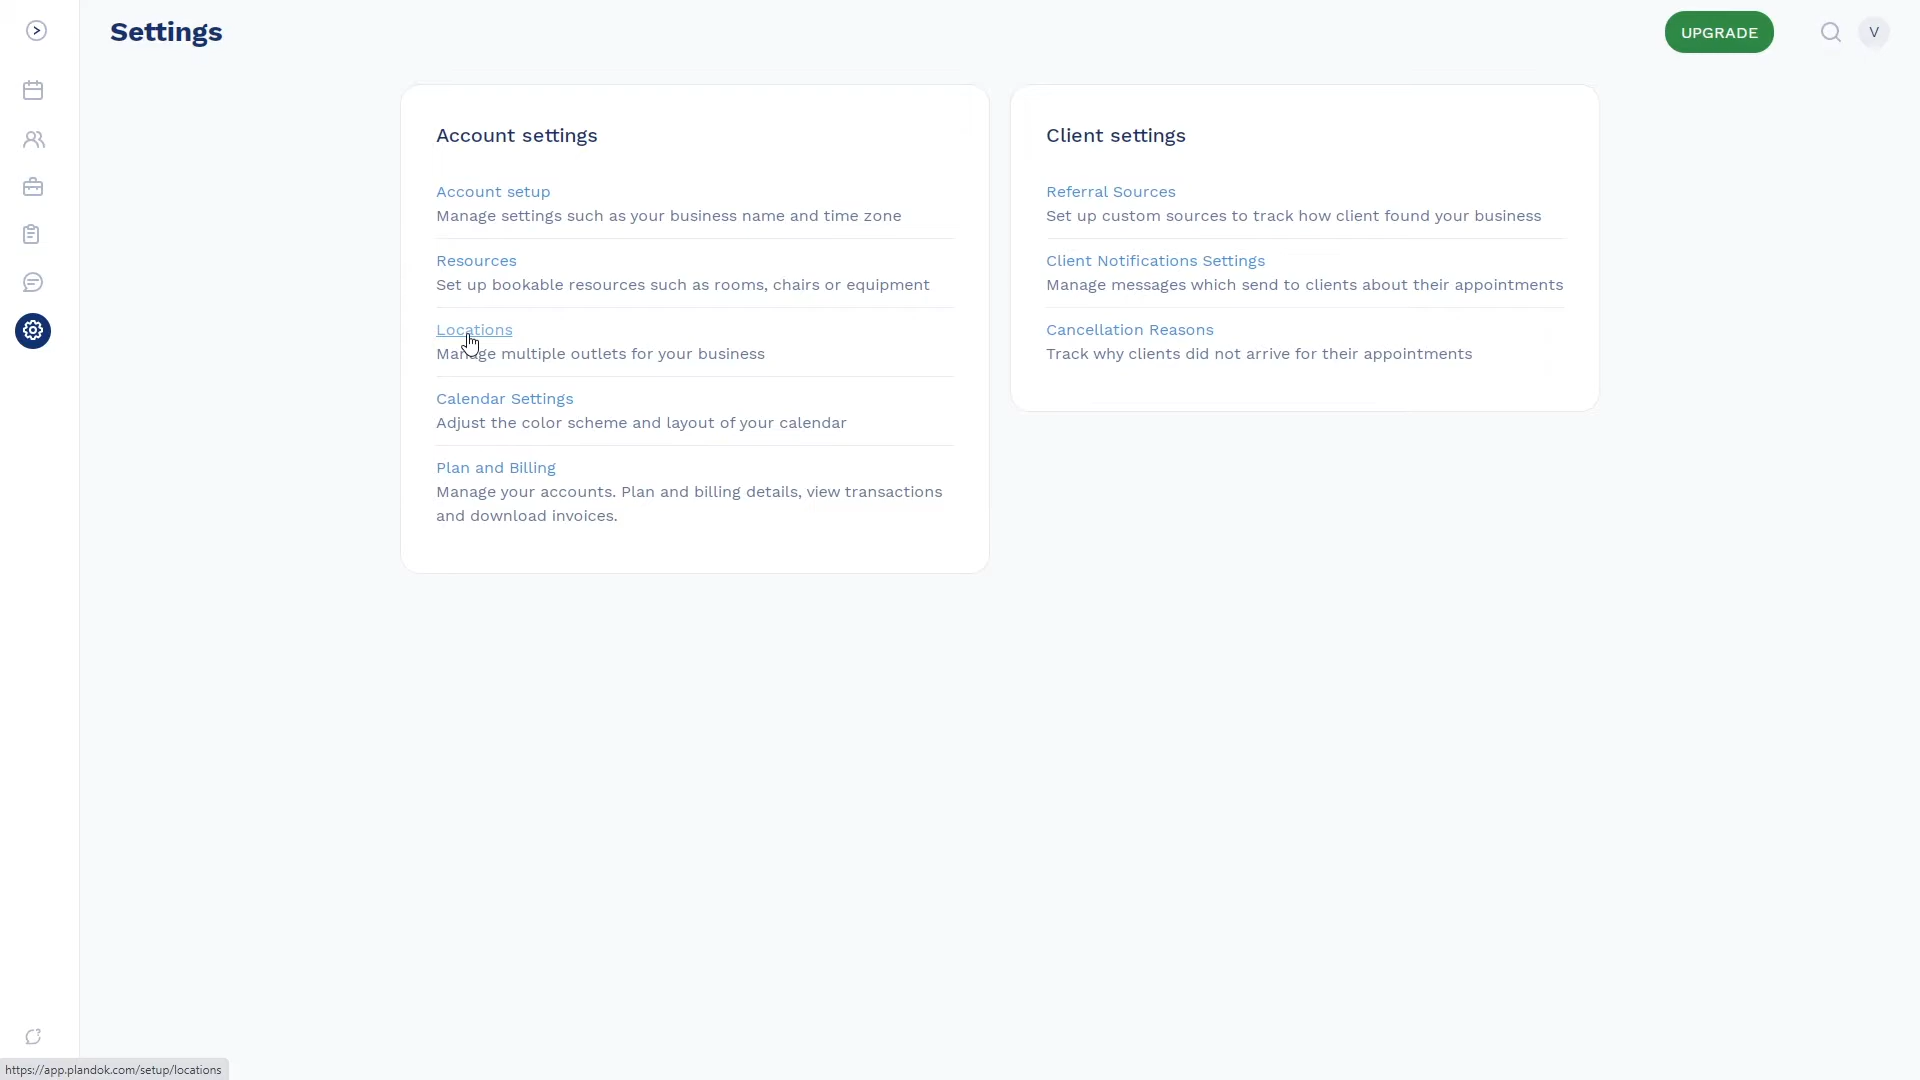 Settings
UPGRADE
V
Account settings
Account setup
Manage settings such as your business name and time zone
Resources
Set up bookable resources such as rooms, chairs or equipment
Locations
Manage multiple outlets for your business
Calendar Settings
Adjust the color scheme and layout of your calendar
Plan and Billing
Manage your accounts. Plan and billing details, view transactions
and download invoices.
Client settings
Referral Sources
Set up custom sources to track how client found your business
Client Notifications Settings
Manage messages which send to clients about their appointments
Cancellation Reasons
Track why clients did not arrive for their appointments
https://app.plandok.com/setup/locations